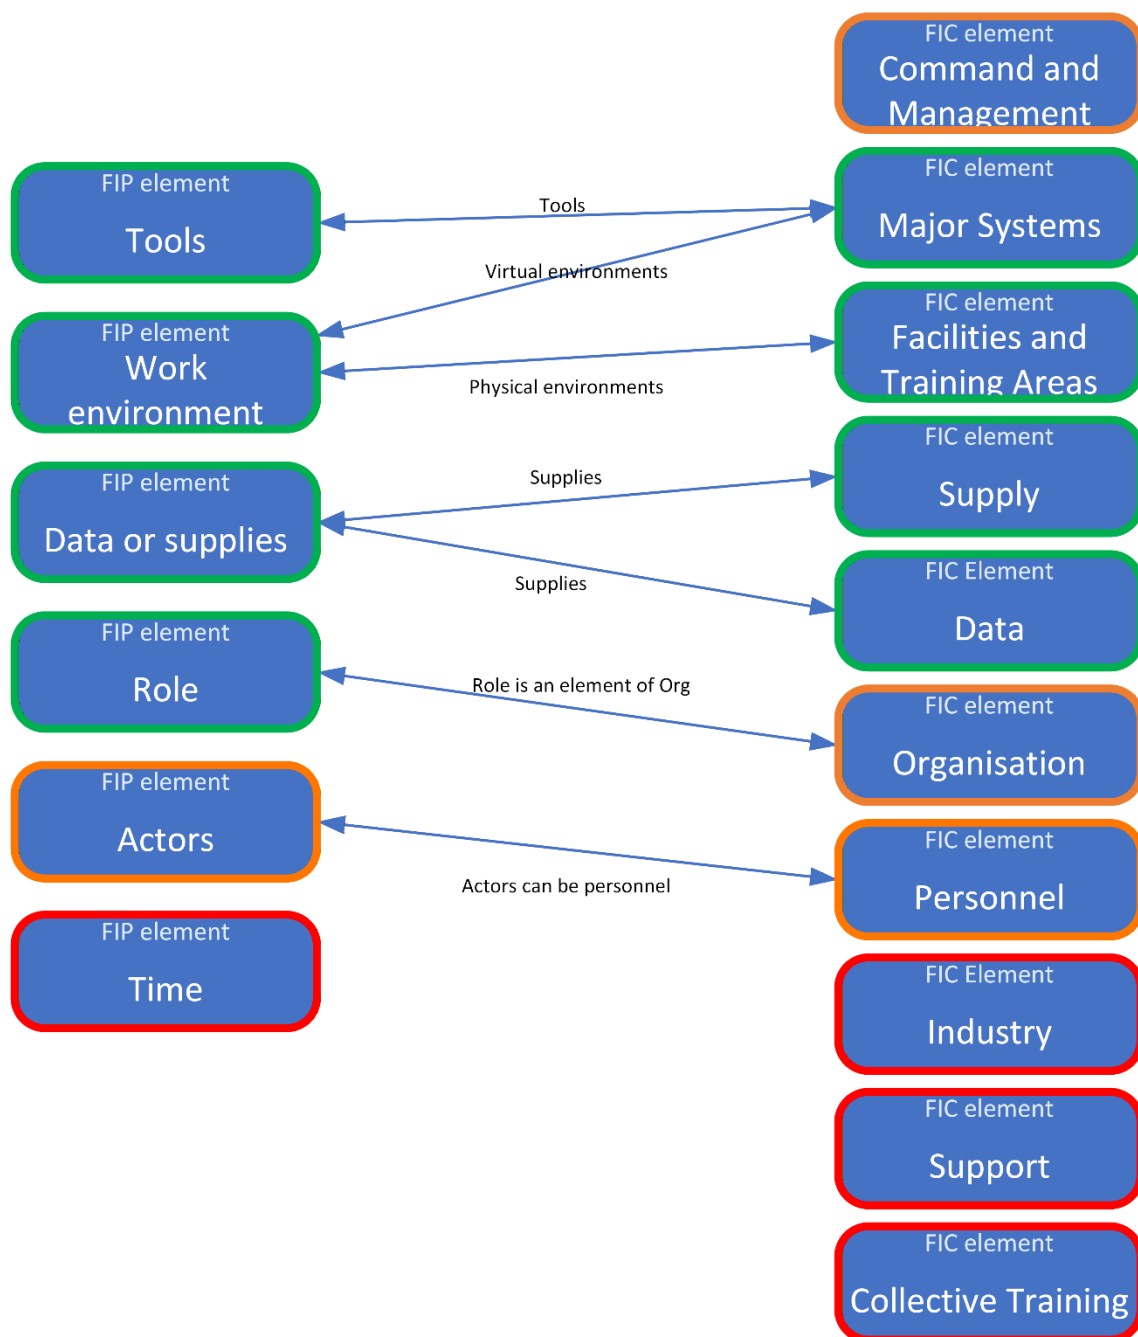 FIC element
Command and
Management
FIP element
Tools
Tools
FIC element
Major Systems
Virtual environments
FIP element
Work
environment
Physical environments
FIC element
Facilities and
Training Areas
FIP element
Data or supplies
Supplies
FIC element
Supply
Supplies
FIC Element
Data
FIP element
Role
Role is an element of Org
FIC element
Organisation
FIP element
Actors
Actors can be personnel
FIC element
Personnel
FIP element
Time
FIC Element
Industry
FIC element
Support
FIC element
Collective Training